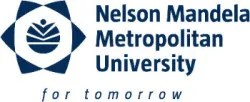 Nelson Mandela
Metropolitan
University
for tomorrow